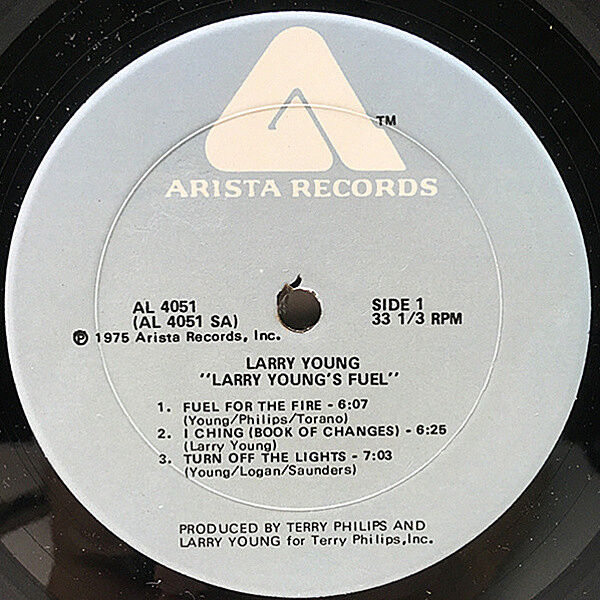 TM
ARISTA RECORDS
AL 4051
(AL 4051 SA)
SIDE 1
33 1/3 RPM
℗ 1975 Arista Records, Inc.
LARRY YOUNG
"LARRY YOUNG'S FUEL"
1. FUEL FOR THE FIRE - 6:07
(Young/Philips/Torano)
2. I CHING (BOOK OF CHANGES) - 6:25
(Larry Young)
3. TURN OFF THE LIGHTS - 7:03
(Young/Logan/Saunders)
PRODUCED BY TERRY PHILIPS AND
LARRY YOUNG for Terry Philips,Inc.